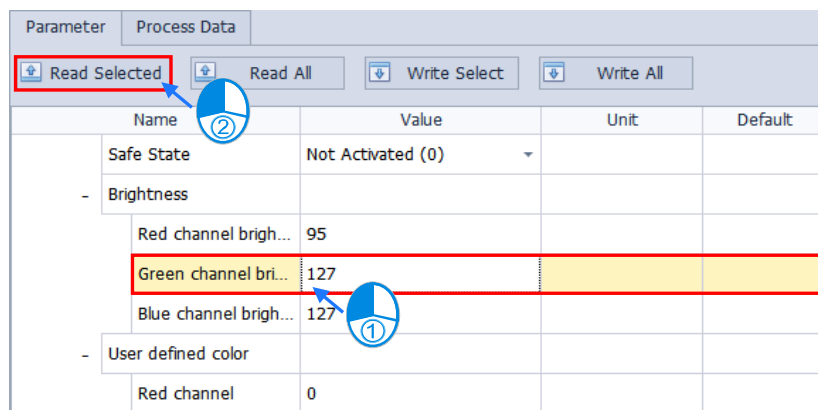 Parameter Process Data
Read Selected Read All Write Select Write All
Name Value Unit Default
Safe State Not Activated (0)
- Brightness
Red channel brigh... 95
Green channel bri... 127
Blue channel brigh... 127
- User defined color
Red channel 0
②
①